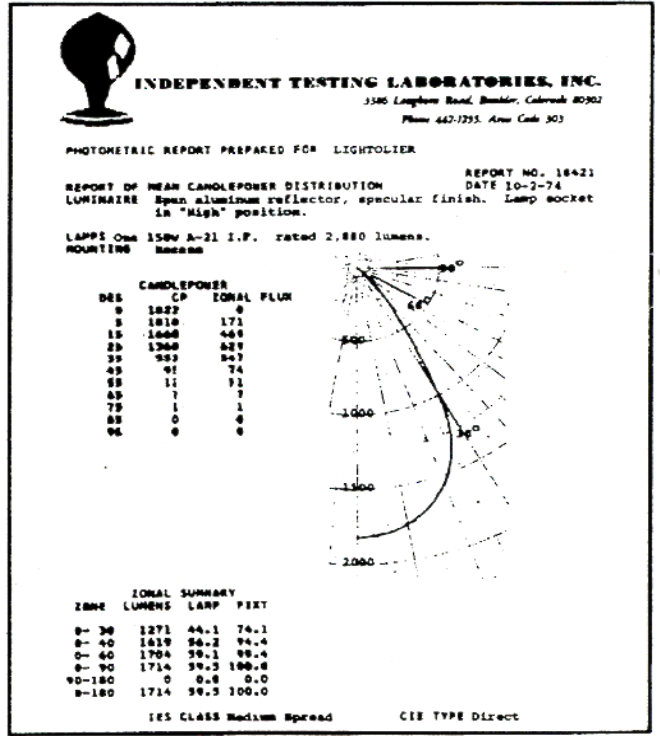 INDEPENDENT TESTING LABORATORIES, INC.
3386 Longhorn Road, Boulder, Colorado 80302
Phone 442-1255. Area Code 303
PHOTOMETRIC REPORT PREPARED FOR LIGHTOLIER
REPORT NO. 18421
REPORT OF MEAN CANDLEPOWER DISTRIBUTION DATE 10-2-74
LUMINAIRE Spun aluminum reflector, specular finish. Lamp socket
in "High" position.
LAMPS One 150W A-21 I.F. rated 2,880 lumens.
MOUNTING
CANDLEPOWER
DEG CP ZONAL FLUX
0 1822 0
5 1810 171
15 1660 469
25 629
35 953 547
45 74
55 11 11
65 7 7
75 1 1
85 0 0
0 0
90°
60°
500
1000
30°
1500
2000
ZONAL SUMMARY
ZONE LUMENS LAMP FIXT
0- 30 1271 44.1 74.1
0- 40 1619 56.2 94.4
0- 60 1704 59.1 99.4
0- 90 1714 59.5 100.0
90-180 0 0.0 0.0
0-180 1714 59.5 100.0
IES CLASS Medium Spread CIE TYPE Direct